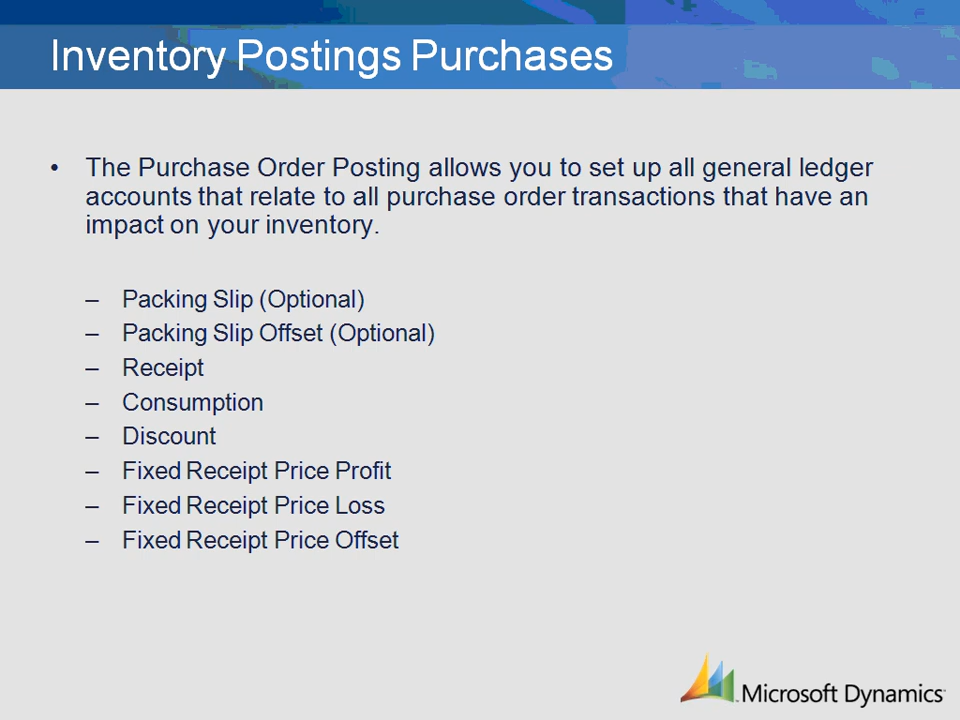 Inventory Postings Purchases
• The Purchase Order Posting allows you to set up all general ledger
accounts that relate to all purchase order transactions that have an
impact on your inventory.
– Packing Slip (Optional)
– Packing Slip Offset (Optional)
– Receipt
– Consumption
– Discount
– Fixed Receipt Price Profit
– Fixed Receipt Price Loss
– Fixed Receipt Price Offset
Microsoft Dynamics